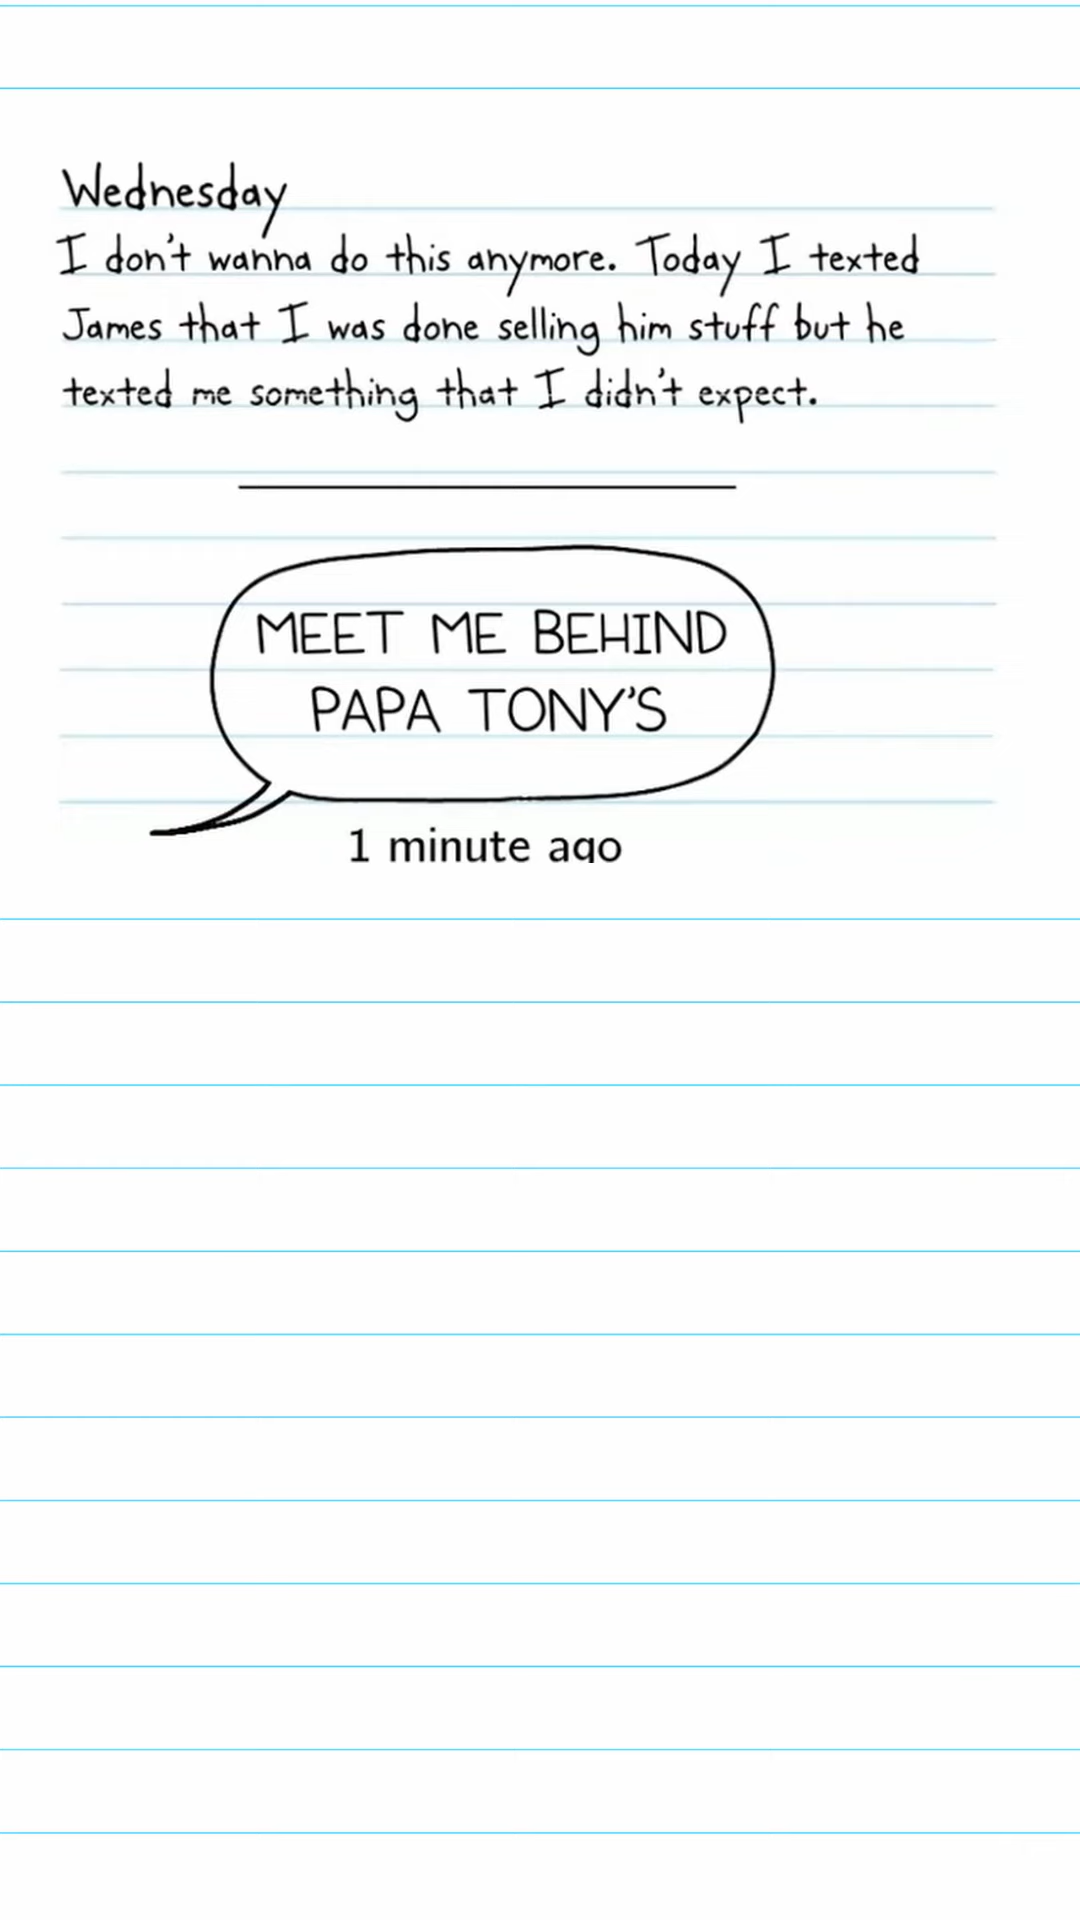 Wednesday
I don't wanna do this anymore. Today I texted
James that I was done selling him stuff but he
texted me something that I didn't expect.
MEET ME BEHIND
PAPA TONY'S
1 minute ago